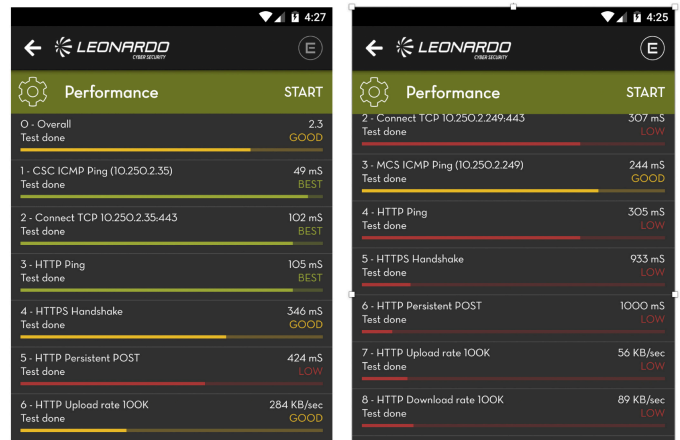 4:27
LEONARDO
CYBER SECURITY
E
Performance START
0 - Overall 2.3
Test done GOOD
1 - CSC ICMP Ping (10.250.2.35) 49 mS
Test done BEST
2 - Connect TCP 10.250.2.35:443 102 mS
Test done BEST
3 - HTTP Ping 105 mS
Test done BEST
4 - HTTPS Handshake 346 mS
Test done GOOD
5 - HTTP Persistent POST 424 mS
Test done LOW
6 - HTTP Upload rate 100K 284 KB/sec
Test done GOOD
4:25
LEONARDO
CYBER SECURITY
E
Performance START
2 - Connect TCP 10.250.2.249:443 307 mS
Test done LOW
3 - MCS ICMP Ping (10.250.2.249) 244 mS
Test done GOOD
4 - HTTP Ping 305 mS
Test done LOW
5 - HTTPS Handshake 933 mS
Test done LOW
6 - HTTP Persistent POST 1000 mS
Test done LOW
7 - HTTP Upload rate 100K 56 KB/sec
Test done LOW
8 - HTTP Download rate 100K 89 KB/sec
Test done LOW